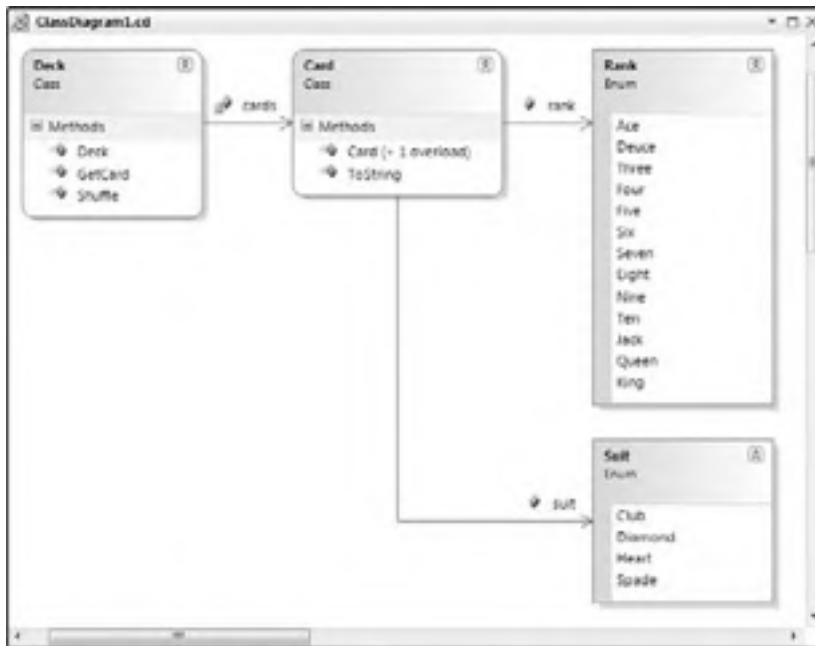 ClassDiagram1.cd
Deck
Class
Methods
Deck
GetCard
Shuffle
cards
Card
Class
Methods
Card (+ 1 overload)
ToString
rank
Rank
Enum
Ace
Deuce
Three
Four
Five
Six
Seven
Eight
Nine
Ten
Jack
Queen
King
suit
Suit
Enum
Club
Diamond
Heart
Spade